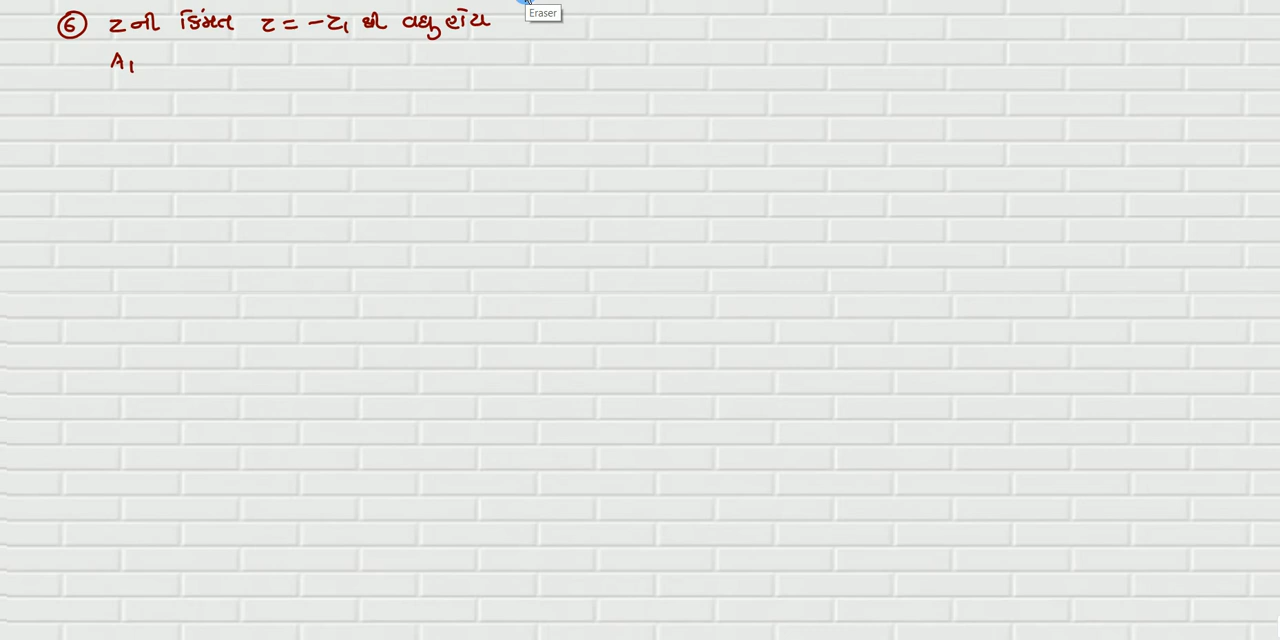 Eraser
⑥ Z ની કિંમત Z = -Z₁ થી વધુ હોય
A₁